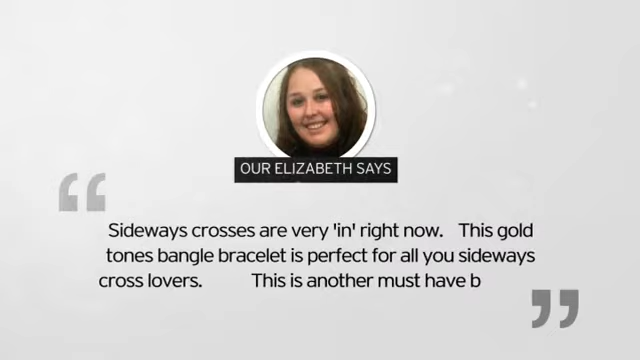 OUR ELIZABETH SAYS
“
Sideways crosses are very 'in' right now. This gold
tones bangle bracelet is perfect for all you sideways
cross lovers. This is another must have b
”